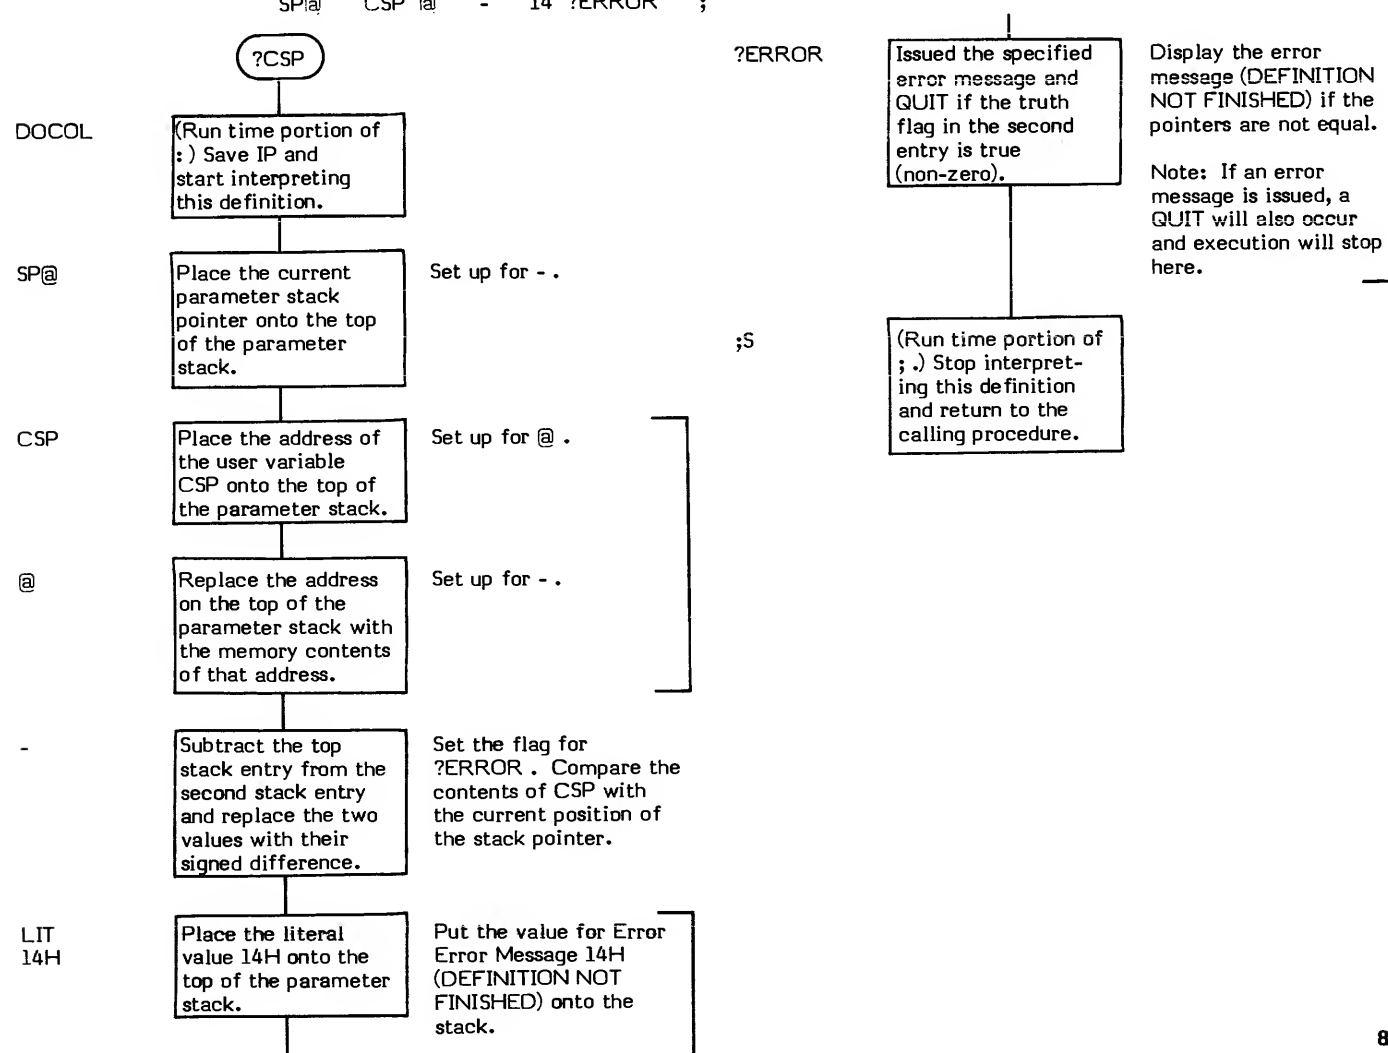 SP@ CSP @ - 14 ?ERROR ;
?CSP
DOCOL
(Run time portion of
: ) Save IP and
start interpreting
this definition.
SP@
Place the current
parameter stack
pointer onto the top
of the parameter
stack.
Set up for - .
CSP
Place the address of
the user variable
CSP onto the top of
the parameter stack.
Set up for @ .
@
Replace the address
on the top of the
parameter stack with
the memory contents
of that address.
Set up for - .
-
Subtract the top
stack entry from the
second stack entry
and replace the two
values with their
signed difference.
Set the flag for
?ERROR . Compare the
contents of CSP with
the current position of
the stack pointer.
LIT
14H
Place the literal
value 14H onto the
top of the parameter
stack.
Put the value for Error
Error Message 14H
(DEFINITION NOT
FINISHED) onto the
stack.
?ERROR
Issued the specified
error message and
QUIT if the truth
flag in the second
entry is true
(non-zero).
Display the error
message (DEFINITION
NOT FINISHED) if the
pointers are not equal.
Note: If an error
message is issued, a
QUIT will also occur
and execution will stop
here.
;S
(Run time portion of
; .) Stop interpret-
ing this definition
and return to the
calling procedure.
8